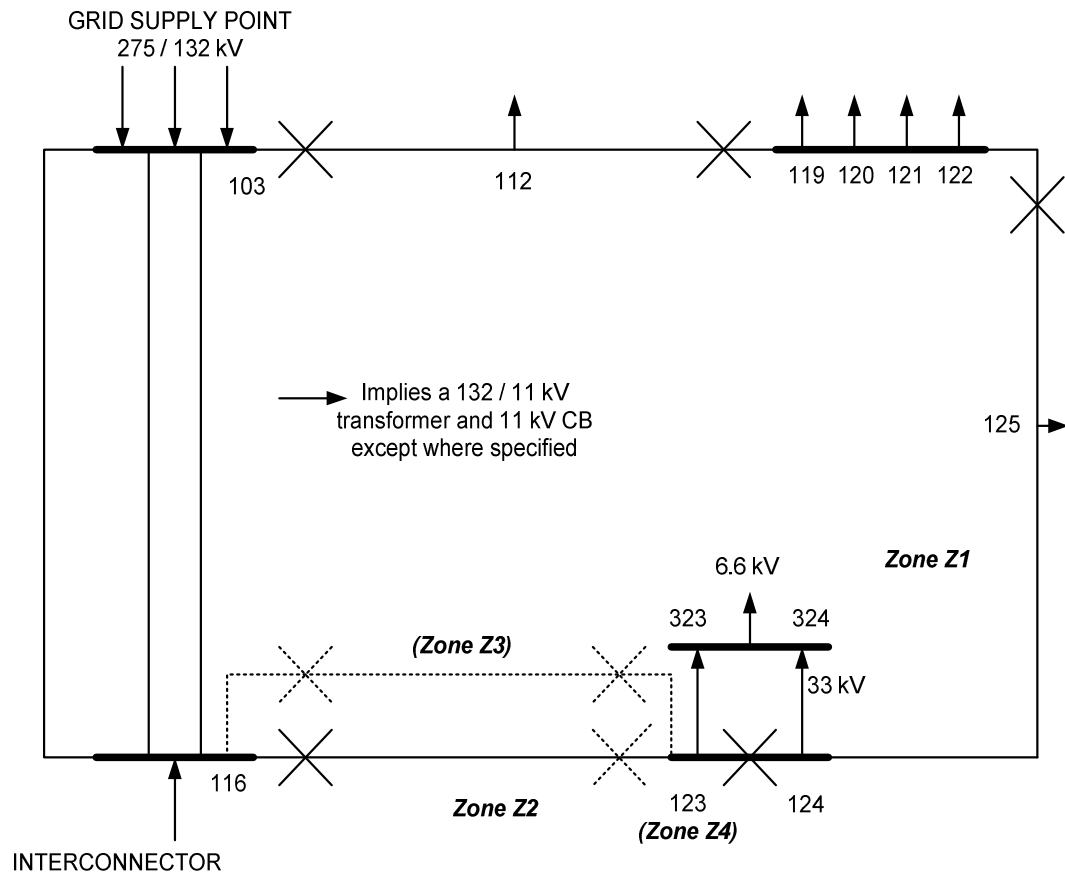 GRID SUPPLY POINT
275 / 132 kV
103
112
119
120
121
122
Implies a 132 / 11 kV
transformer and 11 kV CB
except where specified
125
Zone Z1
6.6 kV
323
324
(Zone Z3)
33 kV
116
Zone Z2
123
124
(Zone Z4)
INTERCONNECTOR